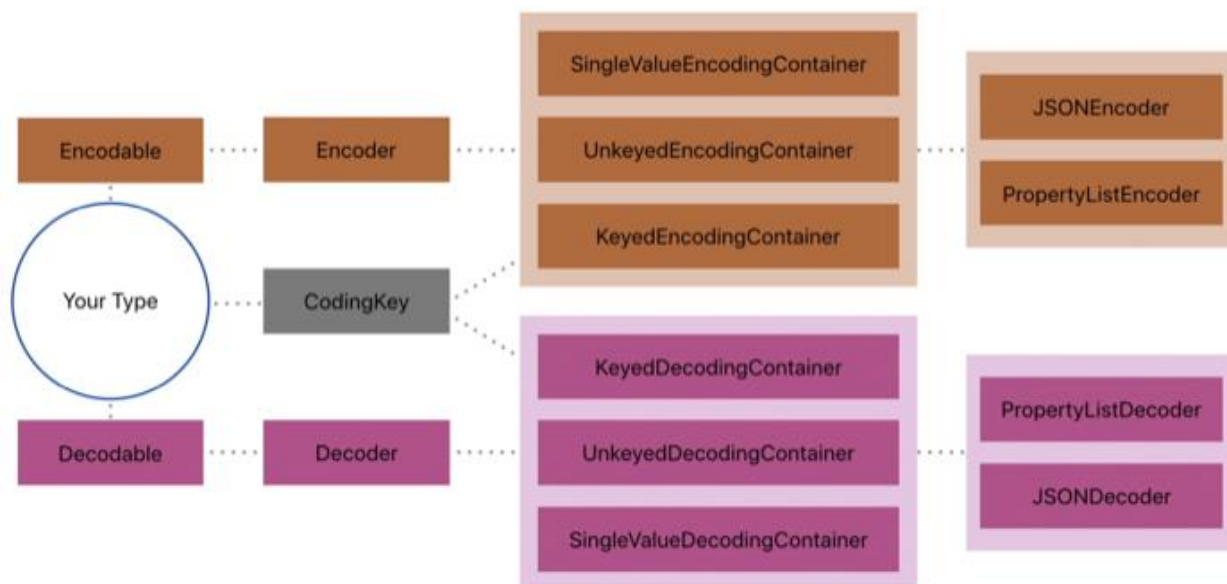 SingleValueEncodingContainer
JSONEncoder
Encodable
Encoder
UnkeyedEncodingContainer
PropertyListEncoder
KeyedEncodingContainer
Your Type
CodingKey
KeyedDecodingContainer
PropertyListDecoder
Decodable
Decoder
UnkeyedDecodingContainer
JSONDecoder
SingleValueDecodingContainer